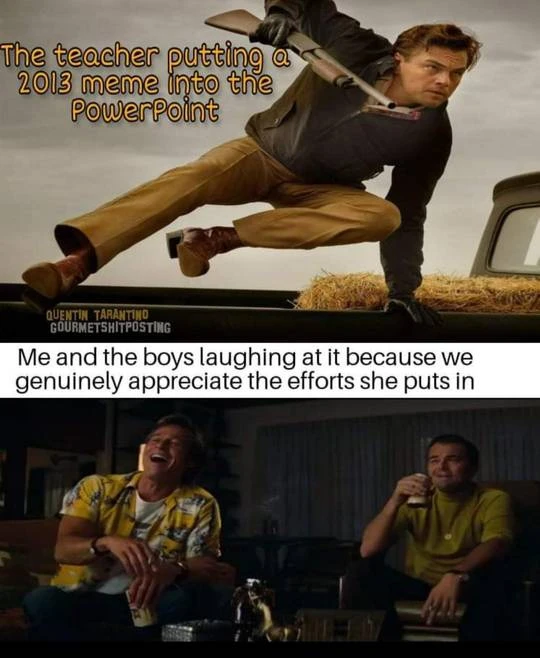 The teacher putting a
2013 meme into the
PowerPoint
QUENTIN TARANTINO
GOURMETSHITPOSTING
Me and the boys laughing at it because we
genuinely appreciate the efforts she puts in